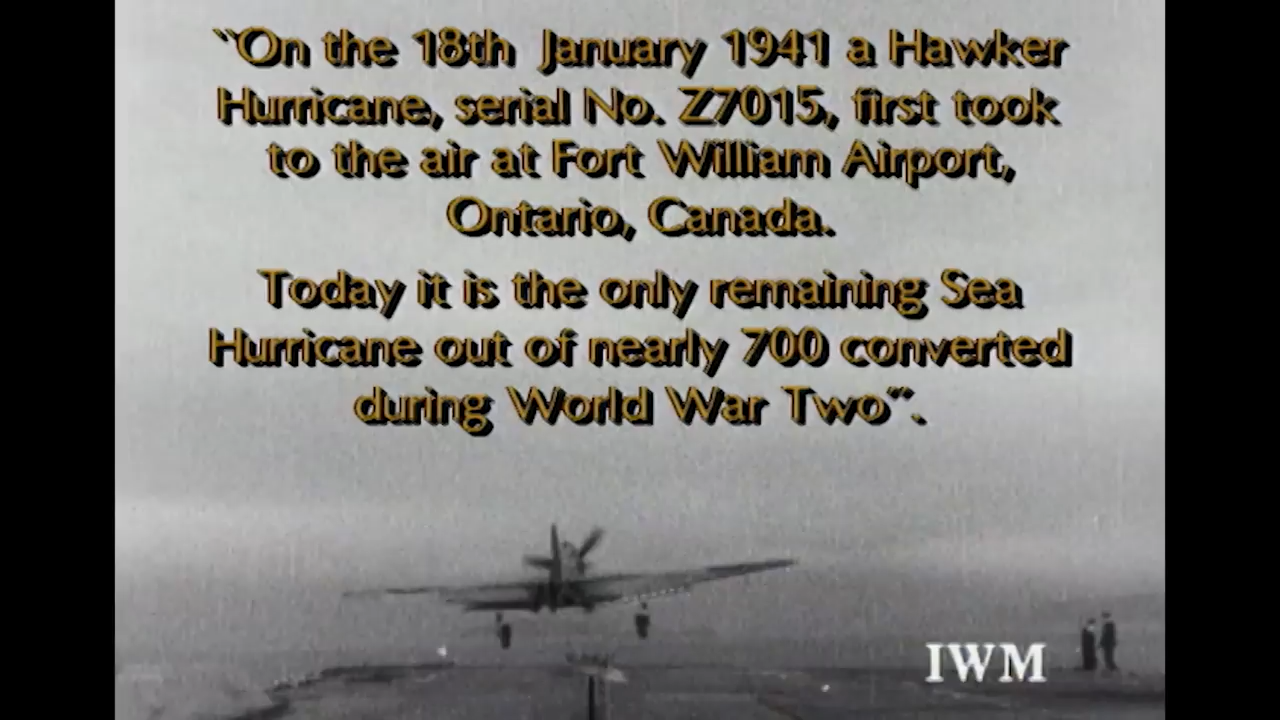 “On the 18th January 1941 a Hawker
Hurricane, serial No. Z7015, first took
to the air at Fort William Airport,
Ontario, Canada.
Today it is the only remaining Sea
Hurricane out of nearly 700 converted
during World War Two”.
IWM